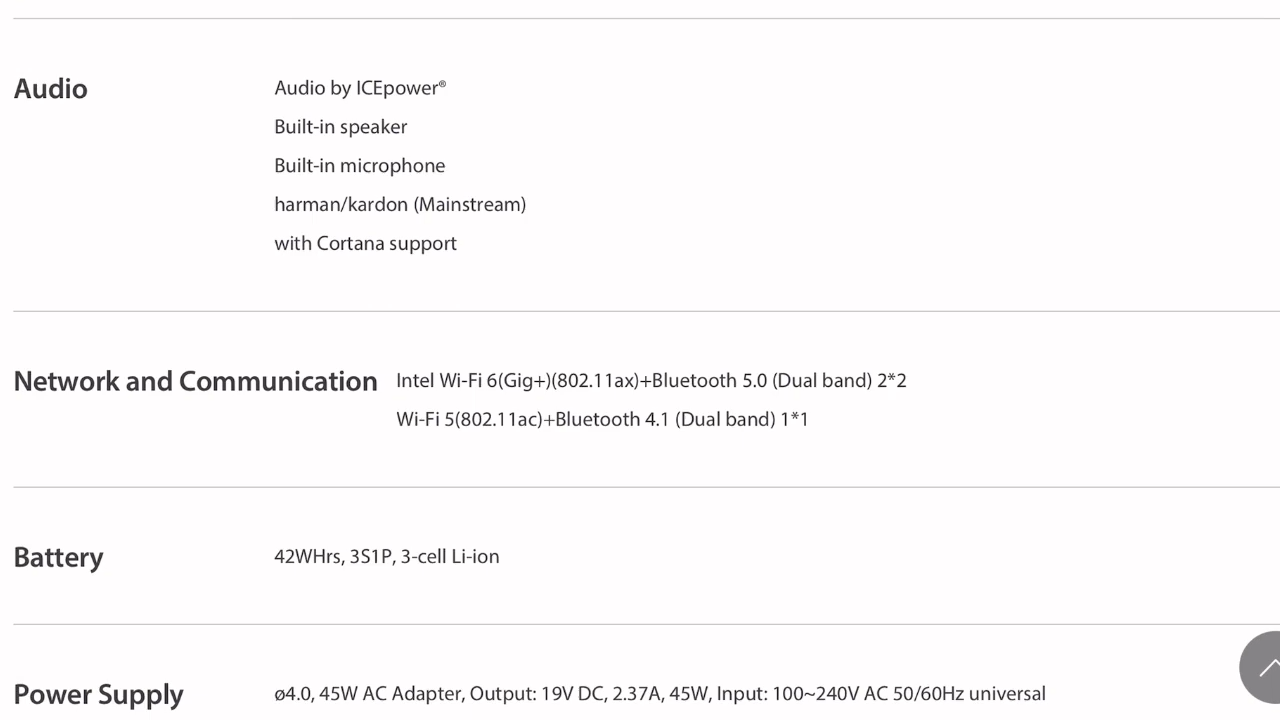 Audio
Audio by ICEpower®
Built-in speaker
Built-in microphone
harman/kardon (Mainstream)
with Cortana support
Network and Communication
Intel Wi-Fi 6(Gig+)(802.11ax)+Bluetooth 5.0 (Dual band) 2*2
Wi-Fi 5(802.11ac)+Bluetooth 4.1 (Dual band) 1*1
Battery
42WHrs, 3S1P, 3-cell Li-ion
Power Supply
ø4.0, 45W AC Adapter, Output: 19V DC, 2.37A, 45W, Input: 100~240V AC 50/60Hz universal